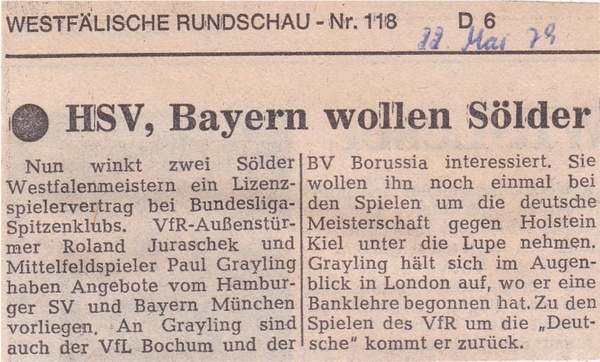 WESTFÄLISCHE RUNDSCHAU - Nr. 118 D 6
22. Mai 79
HSV, Bayern wollen Sölder
Nun winkt zwei Sölder
Westfalenmeistern ein Lizenz-
spielervertrag bei Bundesliga-
Spitzenklubs. VfR-Außenstür-
mer Roland Juraschek und
Mittelfeldspieler Paul Grayling
haben Angebote vom Hambur-
ger SV und Bayern München
vorliegen. An Grayling sind
auch der VfL Bochum und der
BV Borussia interessiert. Sie
wollen ihn noch einmal bei
den Spielen um die deutsche
Meisterschaft gegen Holstein
Kiel unter die Lupe nehmen.
Grayling hält sich im Augen-
blick in London auf, wo er eine
Banklehre begonnen hat. Zu den
Spielen des VfR um die „Deut-
sche" kommt er zurück.